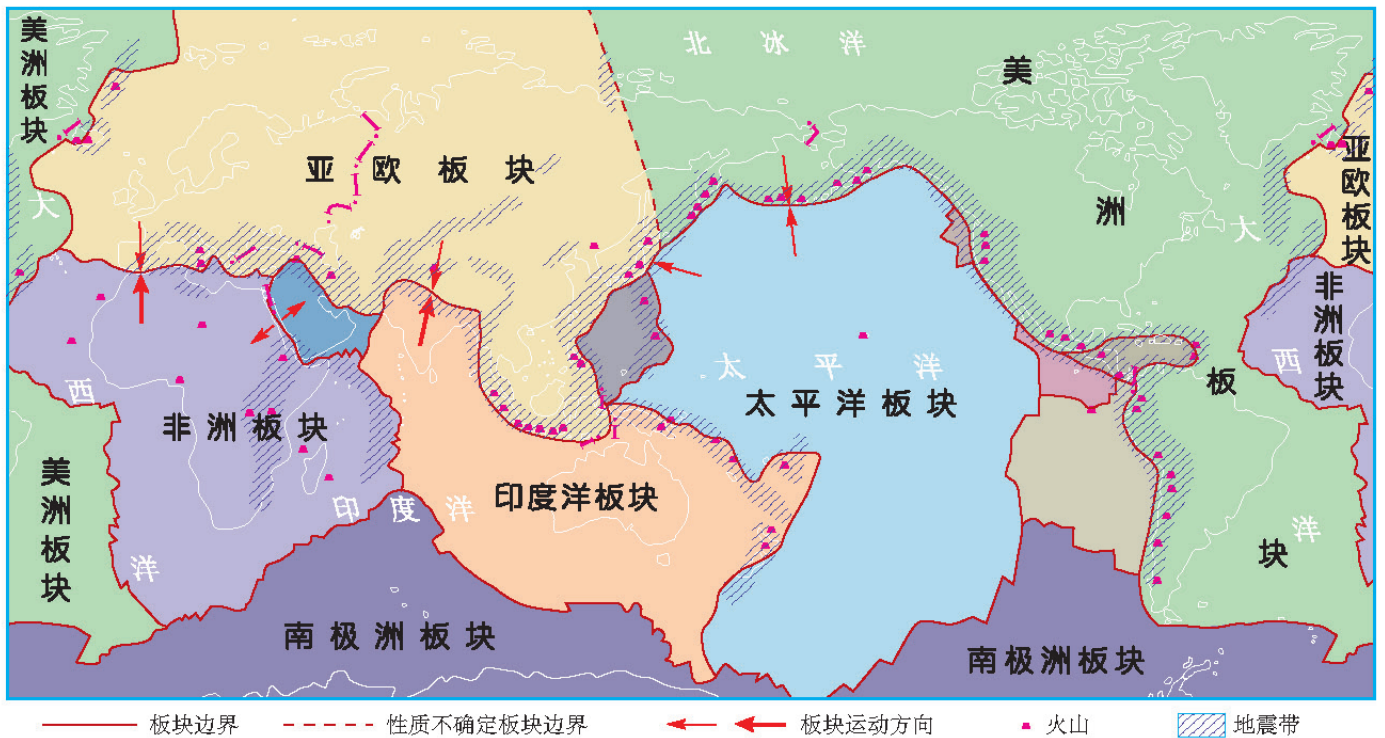 美洲板块
北冰洋
美
亚欧板块
亚欧板块
大
洲
大
非洲板块
太平洋
西
西
板
太平洋板块
非洲板块
美洲板块
印度洋板块
印度洋
洋
块
洋
南极洲板块
南极洲板块
板块边界
性质不确定板块边界
板块运动方向
火山
地震带